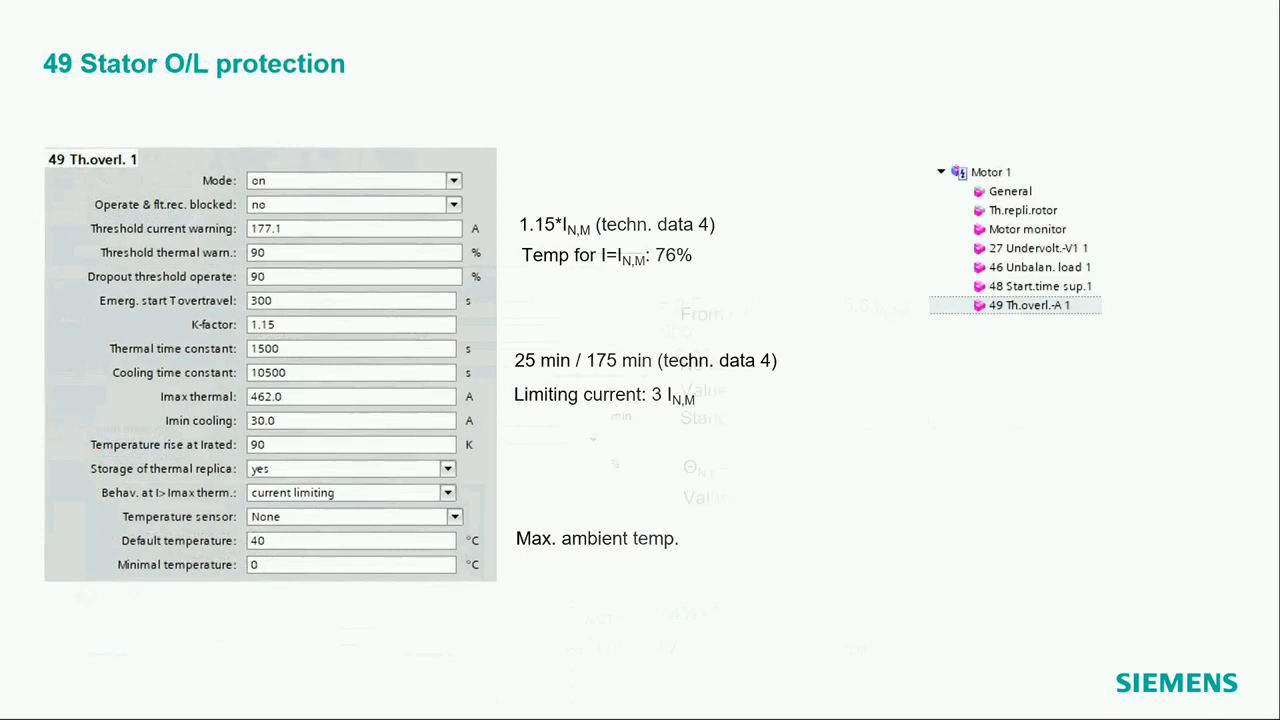 49 Stator O/L protection
49 Th.overl. 1
Mode: on
Operate & flt.rec. blocked: no
Threshold current warning: 177.1 A
Threshold thermal warn.: 90 %
Dropout threshold operate: 90 %
Emerg. start T overtravel: 300 s
K-factor: 1.15
Thermal time constant: 1500 s
Cooling time constant: 10500 s
Imax thermal: 462.0 A
Imin cooling: 30.0 A
Temperature rise at Irated: 90 K
Storage of thermal replica: yes
Behav. at I> Imax therm.: current limiting
Temperature sensor: None
Default temperature: 40 °C
Minimal temperature: 0 °C
1.15*IN,M (techn. data 4)
Temp for I=IN,M: 76%
From
25 min / 175 min (techn. data 4)
Value
Limiting current: 3 IN,M
min
%
Max. ambient temp.
Motor 1
General
Th.repli.rotor
Motor monitor
27 Undervolt.-V1 1
46 Unbalan. load 1
48 Start.time sup.1
49 Th.overl.-A 1
SIEMENS